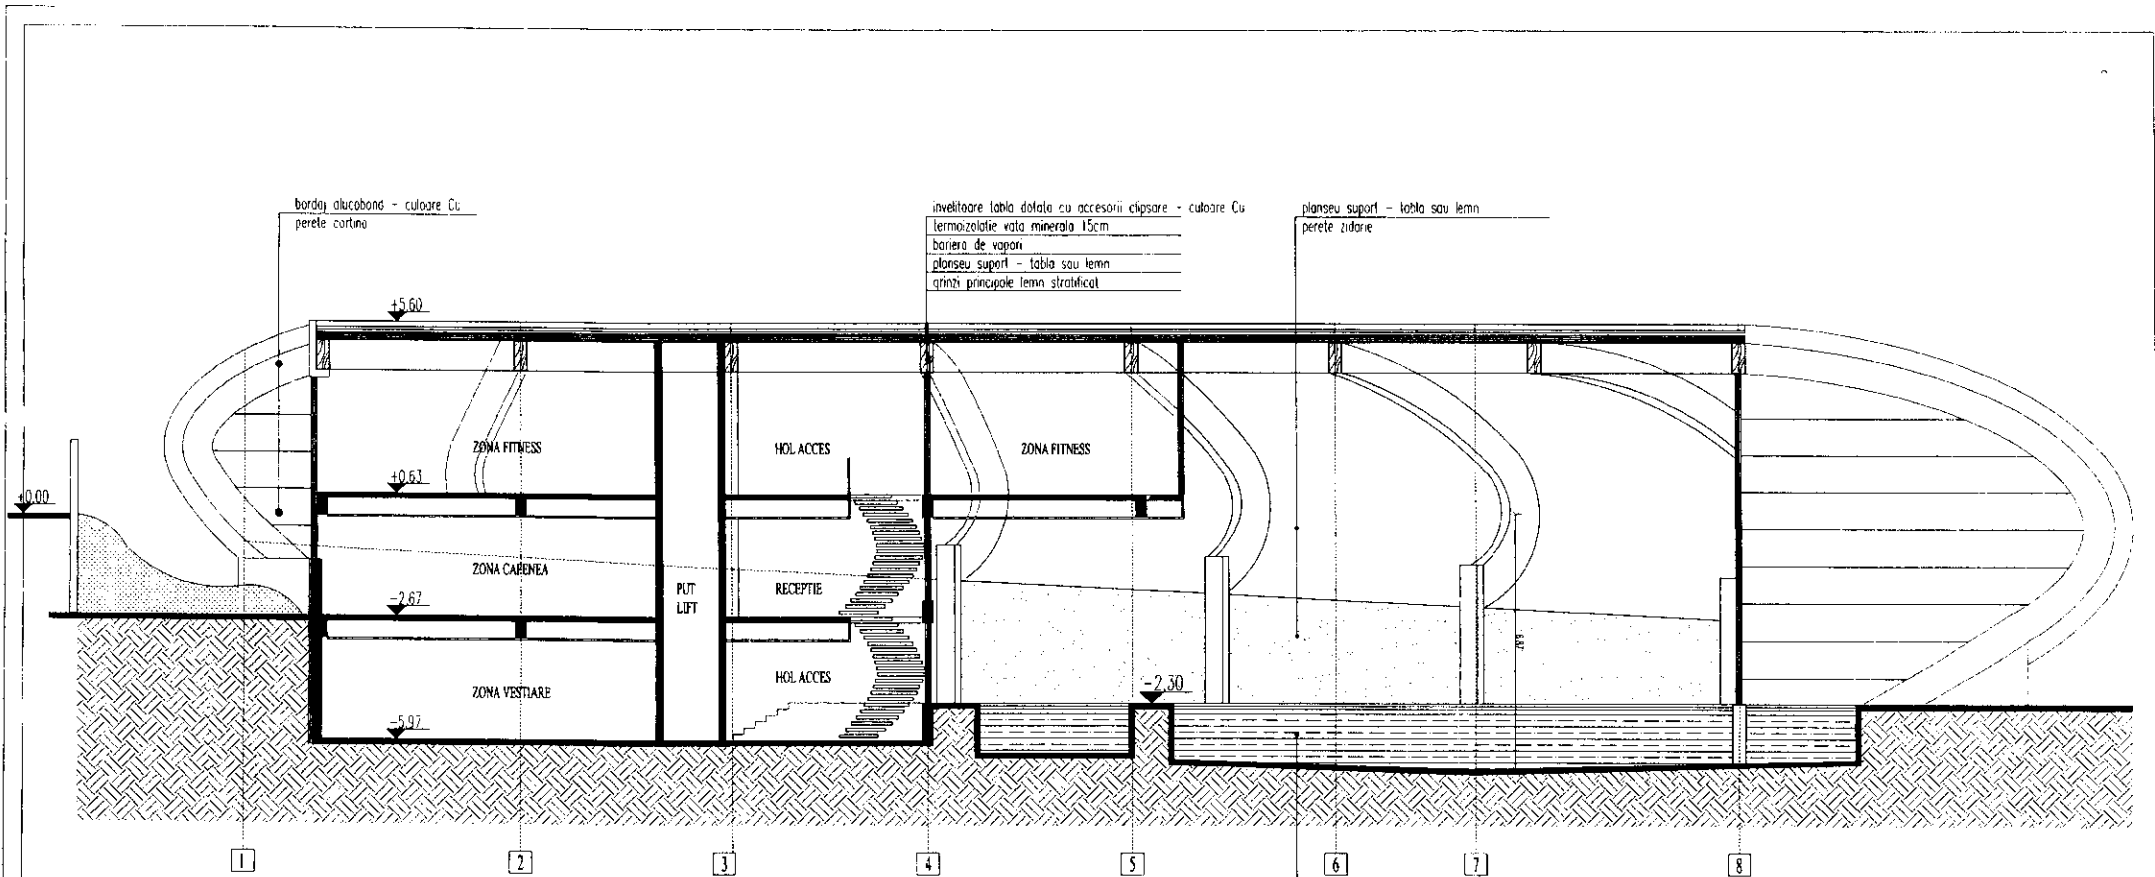 bordaj alucobond - culoare Cu
perete cortina
invelitoare tabla dotata cu accesorii clipsare - culoare Cu
termoizolatie vata minerala 15cm
bariera de vapori
planseu suport - tabla sau lemn
grinzi principale lemn stratificat
planseu suport - tabla sau lemn
perete zidarie
+5.60
ZONA FITNESS
HOL ACCES
ZONA FITNESS
+0.63
±0.00
ZONA CAFENEA
PUT
LIFT
RECEPTIE
-2.67
ZONA VESTIARE
HOL ACCES
-2.30
-5.97
1
2
3
4
5
6
7
8